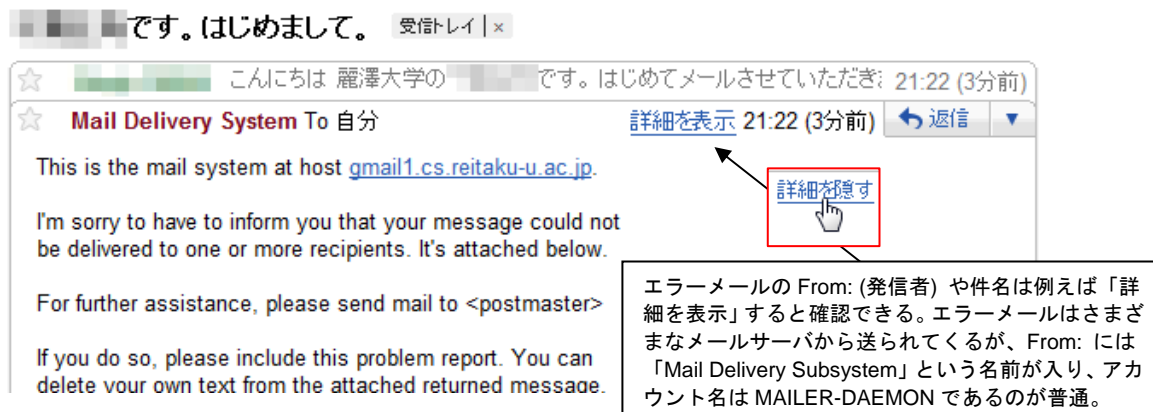 です。はじめまして。 受信トレイ ×
こんにちは 麗澤大学の です。はじめてメールさせていただき 21:22 (3分前)
Mail Delivery System To 自分 詳細を表示 21:22 (3分前) 返信
This is the mail system at host gmail1.cs.reitaku-u.ac.jp.
詳細を隠す
I'm sorry to have to inform you that your message could not
be delivered to one or more recipients. It's attached below.
For further assistance, please send mail to <postmaster>
If you do so, please include this problem report. You can
delete your own text from the attached returned message.
エラーメールの From: (発信者) や件名は例えば「詳
細を表示」すると確認できる。エラーメールはさまざ
まなメールサーバから送られてくるが、From: には
「Mail Delivery Subsystem」という名前が入り、アカ
ウント名は MAILER-DAEMON であるのが普通。